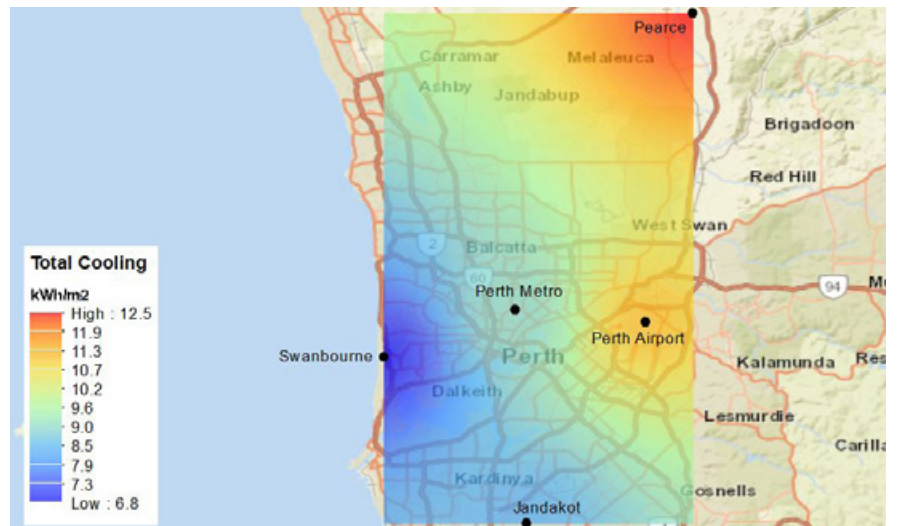 Pearce
Carramar
Melaleuca
Ashby
Jandabup
Brigadoon
Red Hill
West Swan
2
Balcatta
60
Total Cooling
kWh/m2
High : 12.5
11.9
11.3
10.7
10.2
9.6
9.0
8.5
7.9
7.3
Low : 6.8
94
Perth Metro
Perth Airport
Swanbourne
Perth
Kalamunda
Dalkeith
Lesmurdie
Kardinya
Gosnells
Jandakot